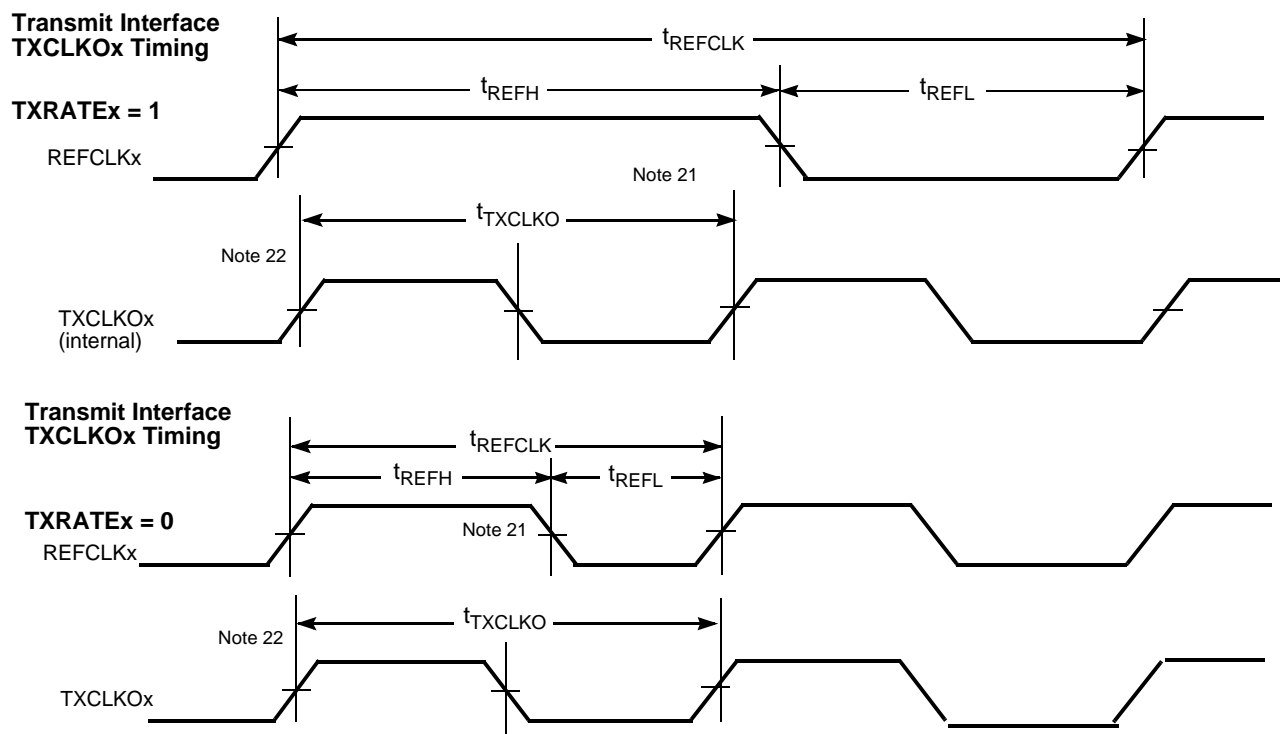 Transmit Interface
TXCLKOx Timing
tREFCLK
tREFH
tREFL
TXRATEx = 1
REFCLKx
Note 21
tTXCLKO
Note 22
TXCLKOx
(internal)
Transmit Interface
TXCLKOx Timing
tREFCLK
tREFH
tREFL
TXRATEx = 0
Note 21
REFCLKx
tTXCLKO
Note 22
TXCLKOx